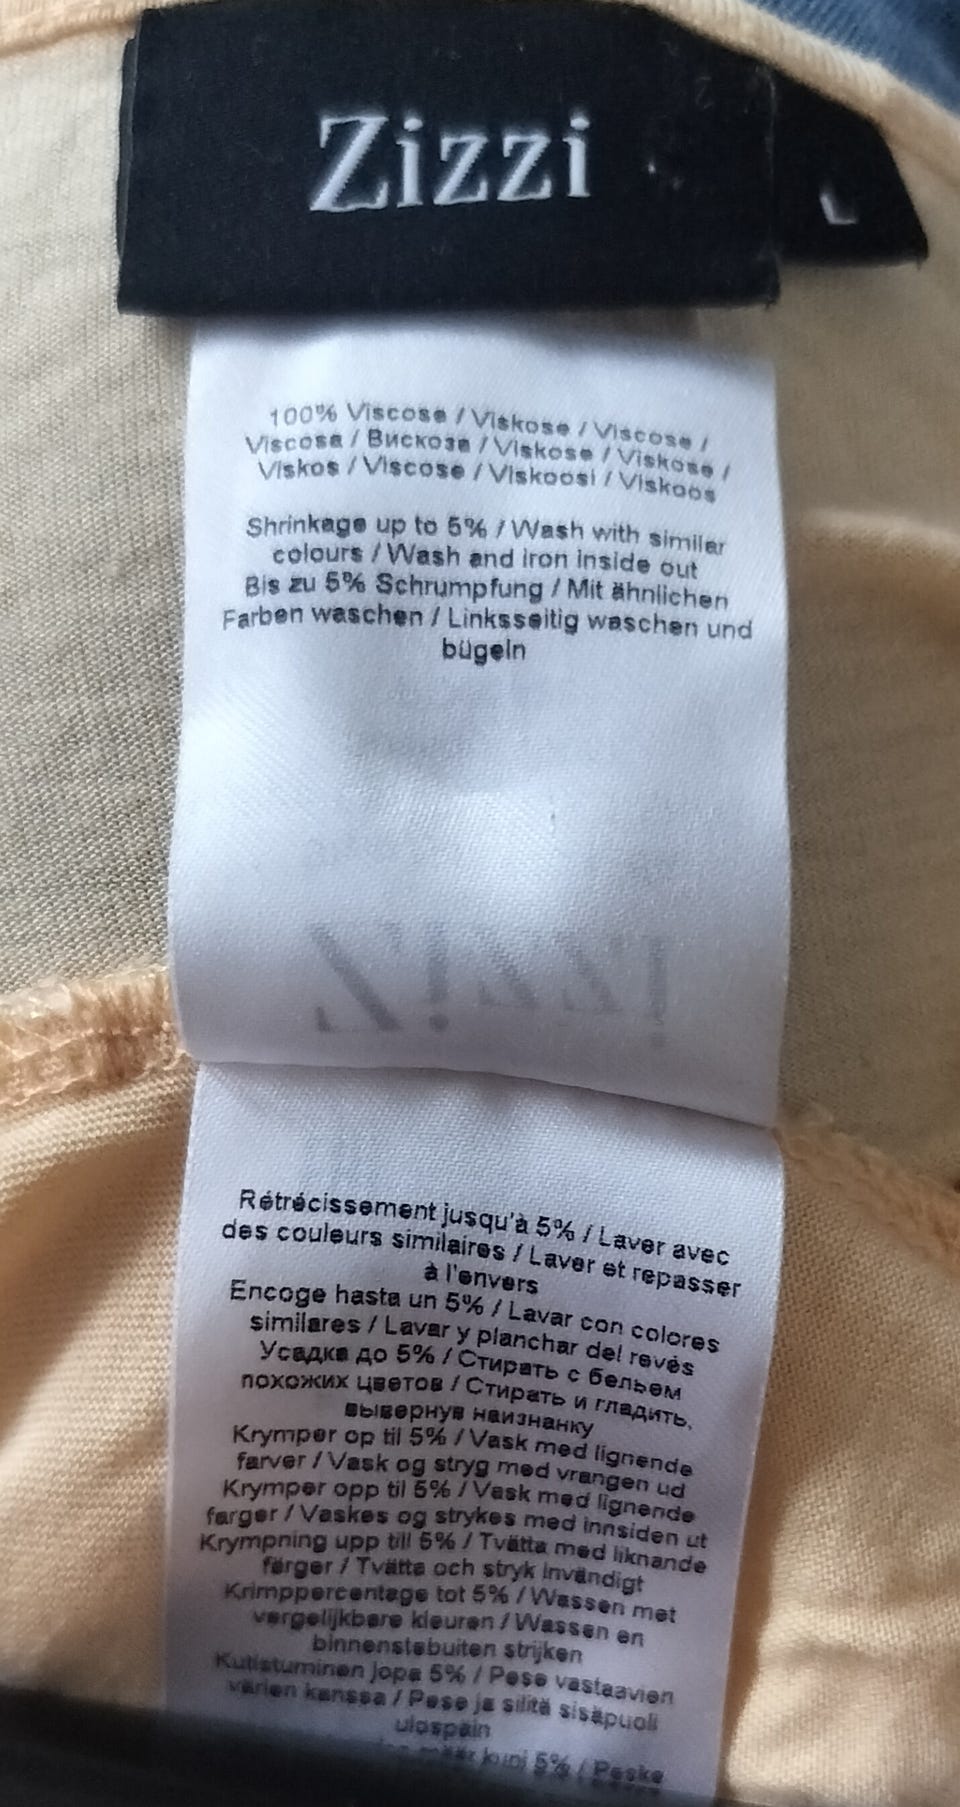 Zizzi
L
100% Viscose / Viskose / Viscose /
Viscosa / Вискоза / Viskose / Viskose /
Viskos / Viscose / Viskoosi / Viskoos
Shrinkage up to 5% / Wash with similar
colours / Wash and iron inside out
Bis zu 5% Schrumpfung / Mit ähnlichen
Farben waschen / Linksseitig waschen und
bügeln
Zizzi
Rétrécissement jusqu'à 5% / Laver avec
des couleurs similaires / Laver et repasser
à l'envers
Encoge hasta un 5% / Lavar con colores
similares / Lavar y planchar del revés
Усадка до 5% / Стирать с бельем
похожих цветов / Стирать и гладить,
вывернув наизнанку
Krymper op til 5% / Vask med lignende
farver / Vask og stryg med vrangen ud
Krymper opp til 5% / Vask med lignende
farger / Vaskes og strykes med innsiden ut
Krympning upp till 5% / Tvätta med liknande
färger / Tvätta och stryk invändigt
Krimppercentage tot 5% / Wassen met
vergelijkbare kleuren / Wassen en
binnenstebuiten strijken
Kutistuminen jopa 5% / Pese vastaavien
värien kanssa / Pese ja silitä sisäpuoli
ulospäin
määr kuni 5% / Peske